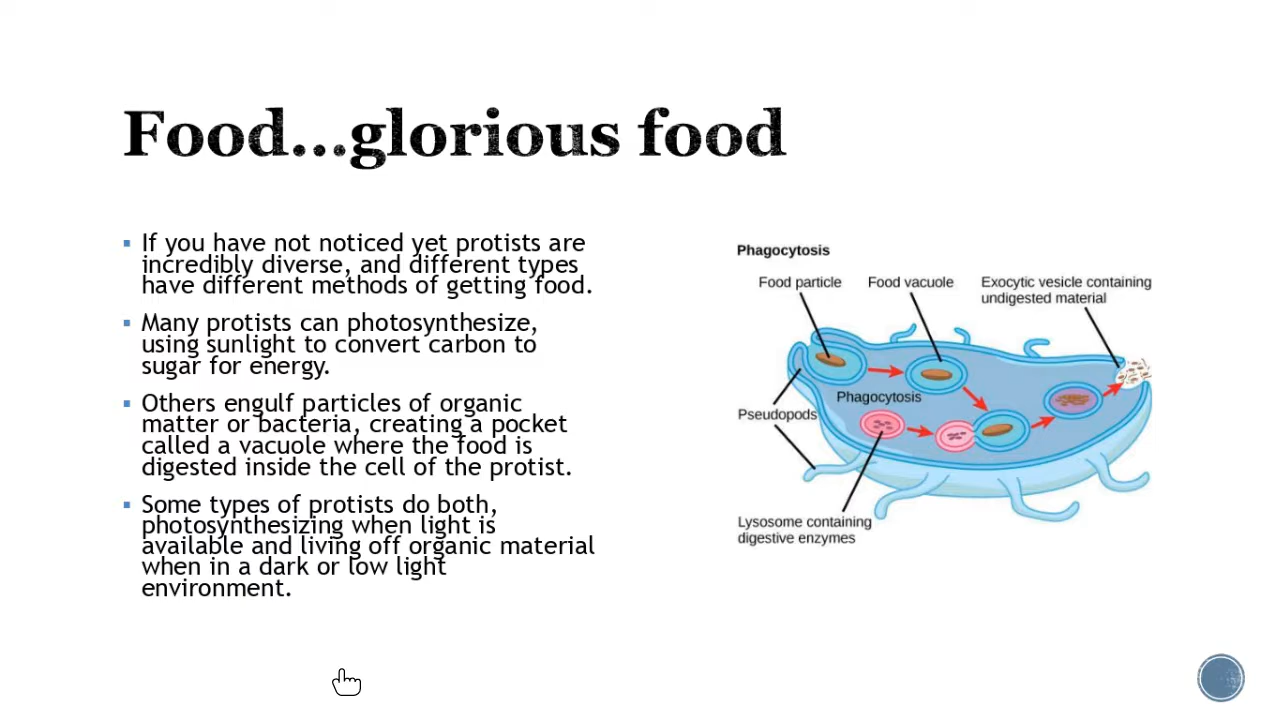 Food...glorious food
▪ If you have not noticed yet protists are
incredibly diverse, and different types
have different methods of getting food.
▪ Many protists can photosynthesize,
using sunlight to convert carbon to
sugar for energy.
▪ Others engulf particles of organic
matter or bacteria, creating a pocket
called a vacuole where the food is
digested inside the cell of the protist.
▪ Some types of protists do both,
photosynthesizing when light is
available and living off organic material
when in a dark or low light
environment.
Phagocytosis
Food particle
Food vacuole
Exocytic vesicle containing
undigested material
Phagocytosis
Pseudopods
Lysosome containing
digestive enzymes